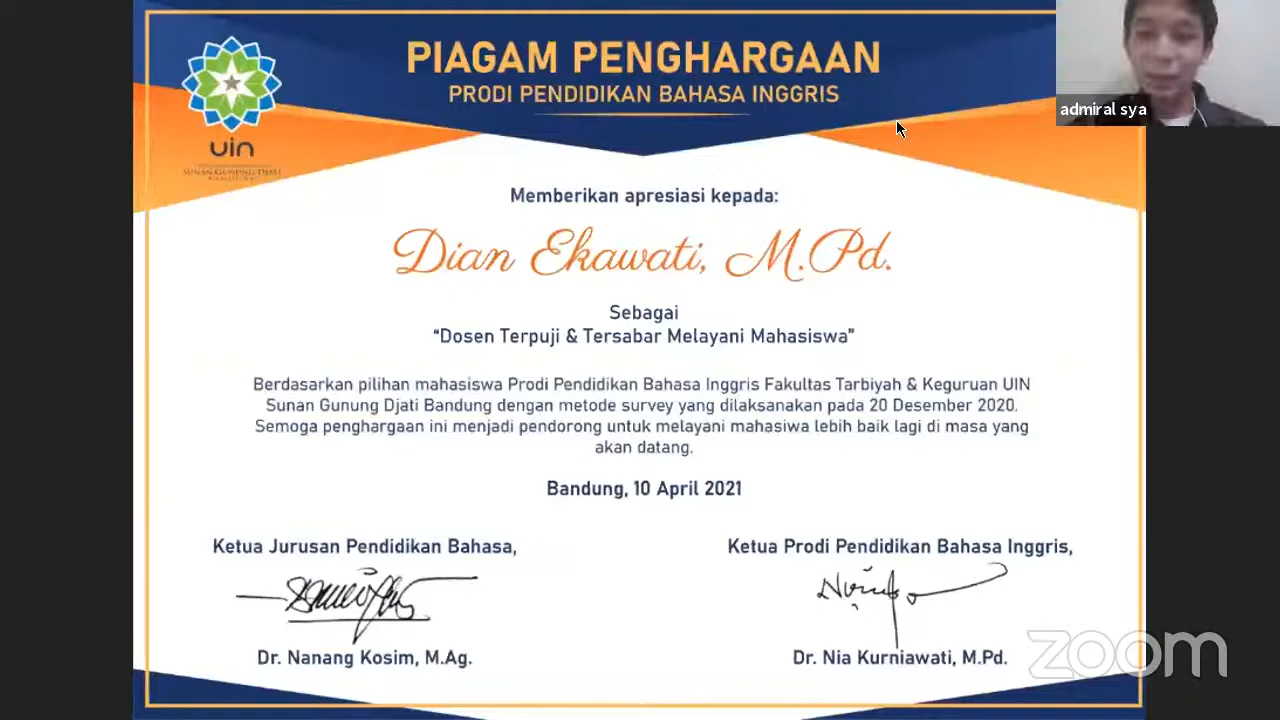 PIAGAM PENGHARGAAN
PRODI PENDIDIKAN BAHASA INGGRIS
admiral sya
uin
SUNAN GUNUNG DJATI
Memberikan apresiasi kepada:
Dian Ekawati, M.Pd.
Sebagai
“Dosen Terpuji & Tersabar Melayani Mahasiswa”
Berdasarkan pilihan mahasiswa Prodi Pendidikan Bahasa Inggris Fakultas Tarbiyah & Keguruan UIN
Sunan Gunung Djati Bandung dengan metode survey yang dilaksanakan pada 20 Desember 2020.
Semoga penghargaan ini menjadi pendorong untuk melayani mahasiwa lebih baik lagi di masa yang
akan datang.
Bandung, 10 April 2021
Ketua Jurusan Pendidikan Bahasa,
Ketua Prodi Pendidikan Bahasa Inggris,
Dr. Nanang Kosim, M.Ag.
Dr. Nia Kurniawati, M.Pd.
zoom